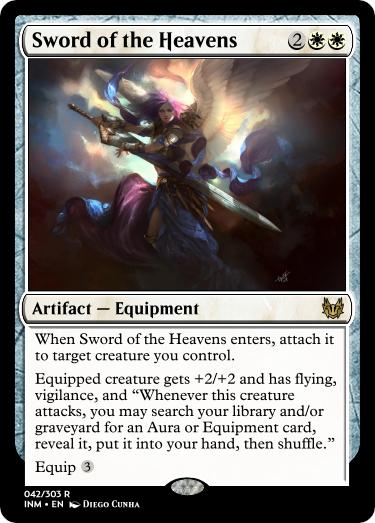 Sword of the Heavens 2
Artifact — Equipment
When Sword of the Heavens enters, attach it
to target creature you control.
Equipped creature gets +2/+2 and has flying,
vigilance, and “Whenever this creature
attacks, you may search your library and/or
graveyard for an Aura or Equipment card,
reveal it, put it into your hand, then shuffle.”
Equip 3
042/303 R
INM • EN Diego Cunha